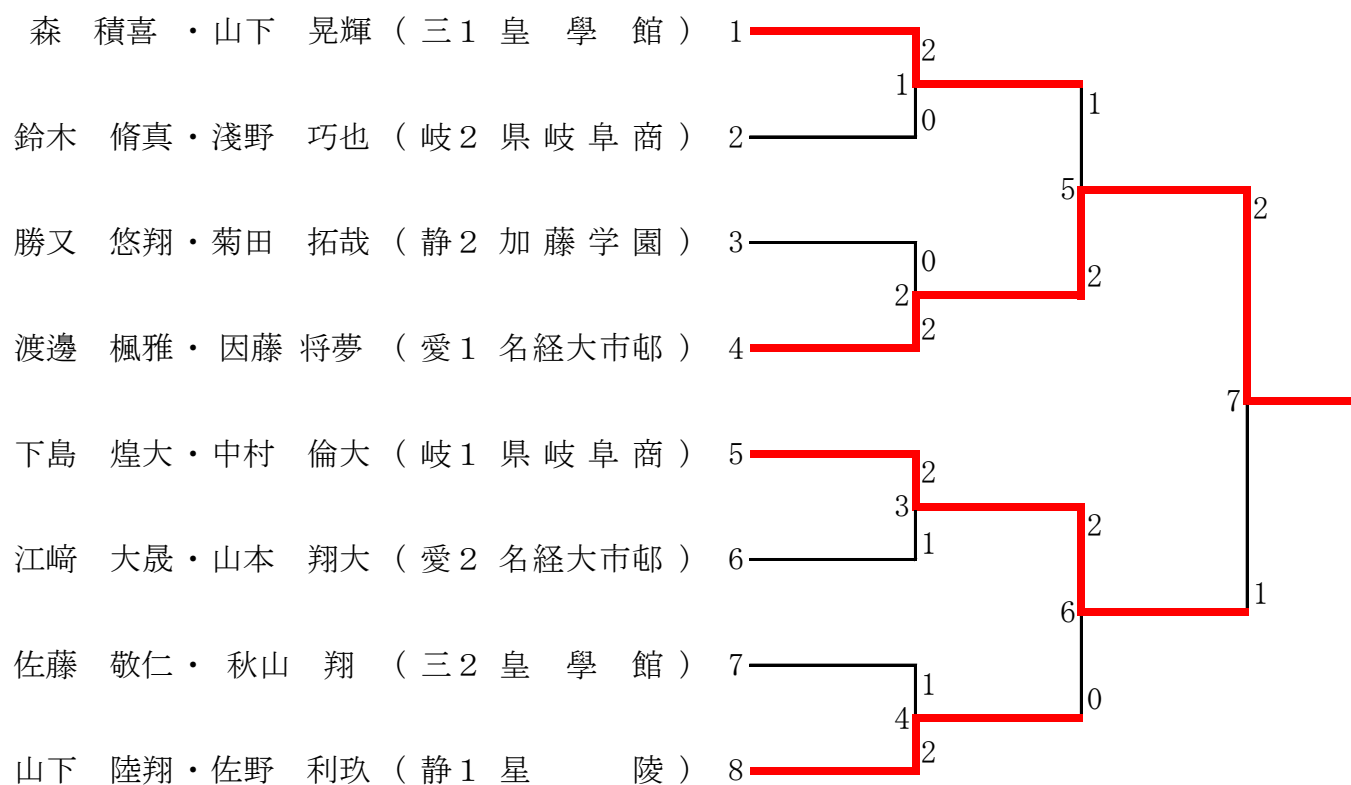 森 積喜 ・山下 晃輝 （ 三１ 皇 學 館 ） 1
2
1
1
鈴木 脩真・淺野 巧也 （ 岐２ 県 岐 阜 商 ） 2
0
5
2
勝又 悠翔・菊田 拓哉 （ 静２ 加 藤 学 園 ） 3
0
2
2
渡邊 楓雅・ 因藤 将夢 （ 愛１ 名経大市邨 ） 4
2
7
下島 煌大・中村 倫大 （ 岐１ 県 岐 阜 商 ） 5
2
3
2
江﨑 大晟・山本 翔大 （ 愛２ 名経大市邨 ） 6
1
6
1
佐藤 敬仁・ 秋山 翔 （ 三２ 皇 學 館 ） 7
1
4
0
山下 陸翔・佐野 利玖 （ 静１ 星 陵 ） 8
2